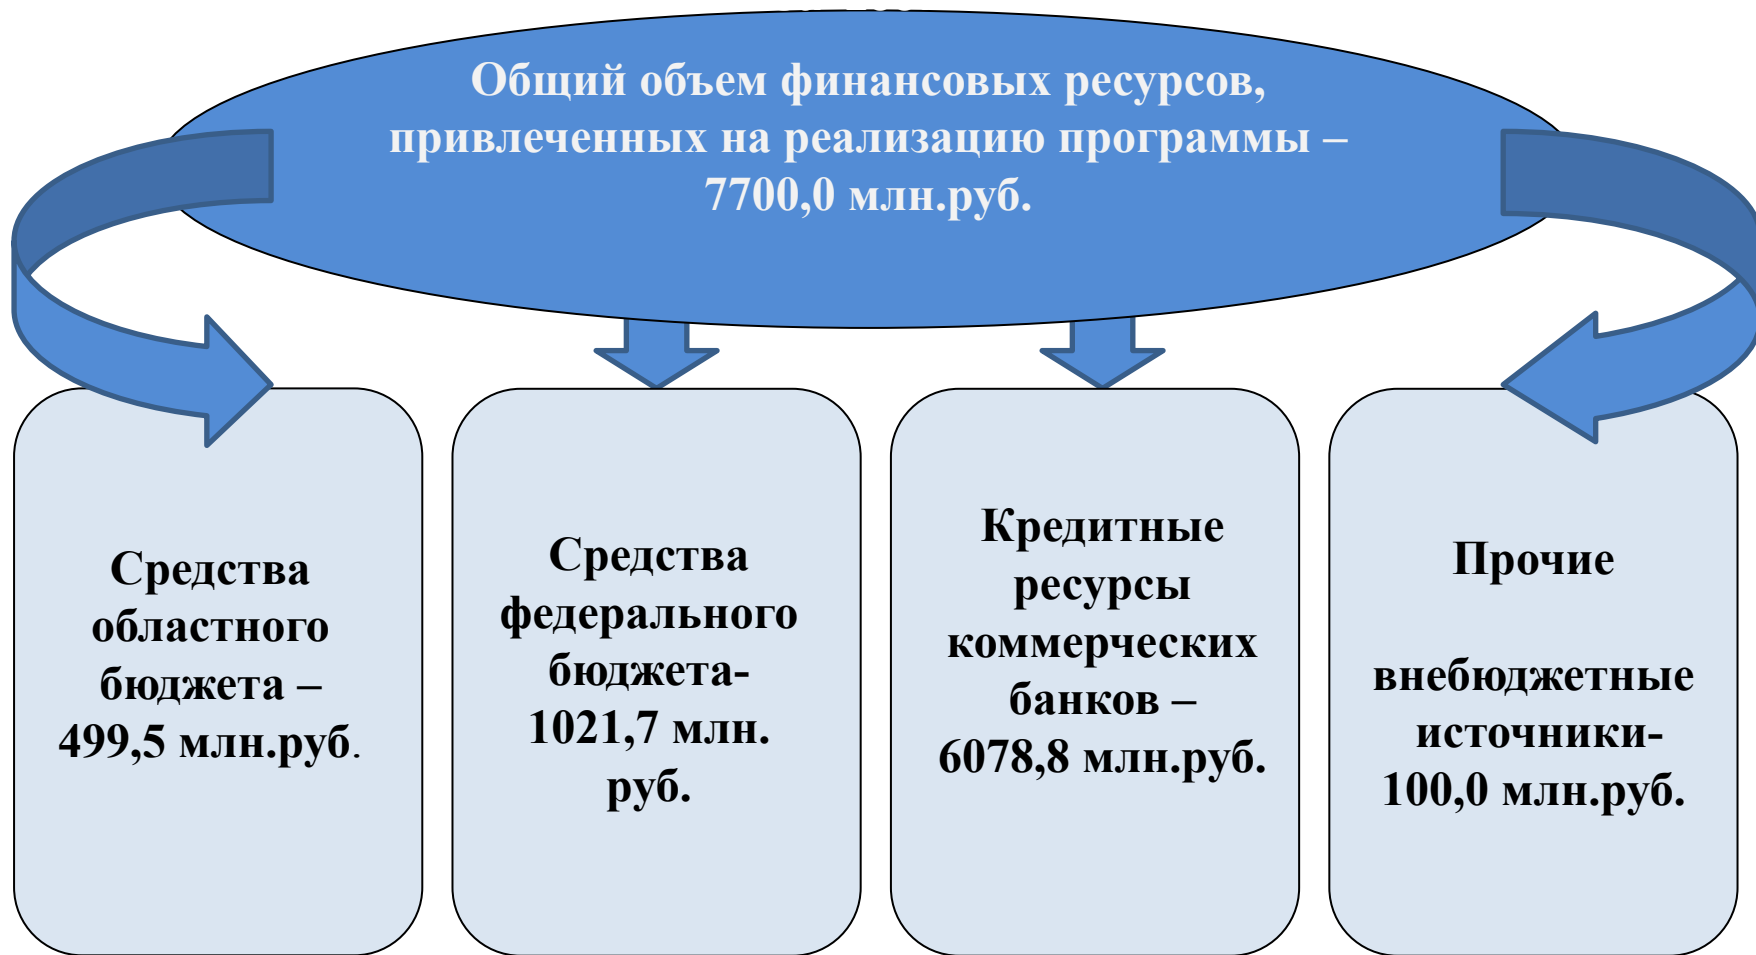 Общий объем финансовых ресурсов,
привлеченных на реализацию программы –
7700,0 млн.руб.
Средства
областного
бюджета –
499,5 млн.руб.
Средства
федерального
бюджета-
1021,7 млн.
руб.
Кредитные
ресурсы
коммерческих
банков –
6078,8 млн.руб.
Прочие
внебюджетные
источники-
100,0 млн.руб.